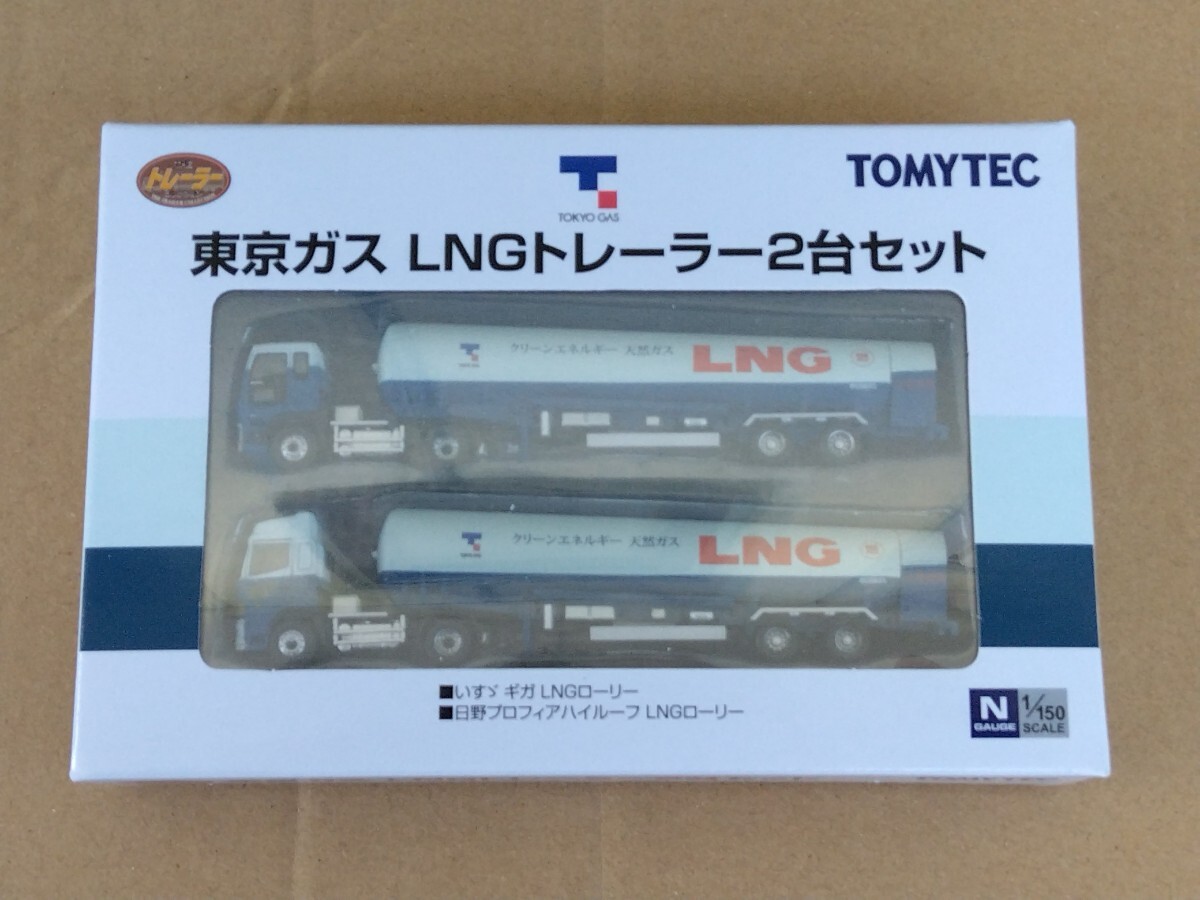 THE
トレーラー
TOKYO GAS
TOMYTEC
東京ガス LNGトレーラー2台セット
クリーンエネルギー 天然ガス LNG
クリーンエネルギー 天然ガス LNG
■いすゞ ギガ LNGローリー
■日野プロフィアハイルーフ LNGローリー
N GAUGE
1/150 SCALE